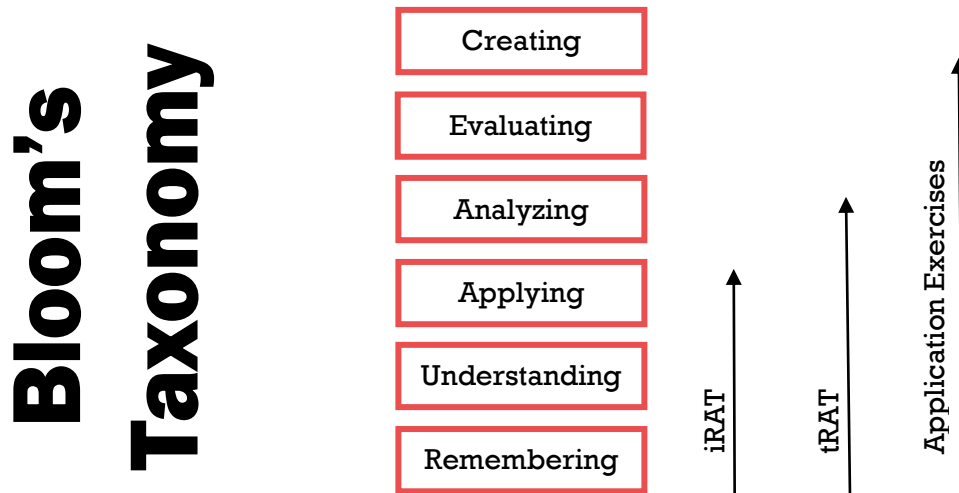 Bloom's
Taxonomy
Creating
Evaluating
Analyzing
Applying
Understanding
Remembering
iRAT
tRAT
Application Exercises